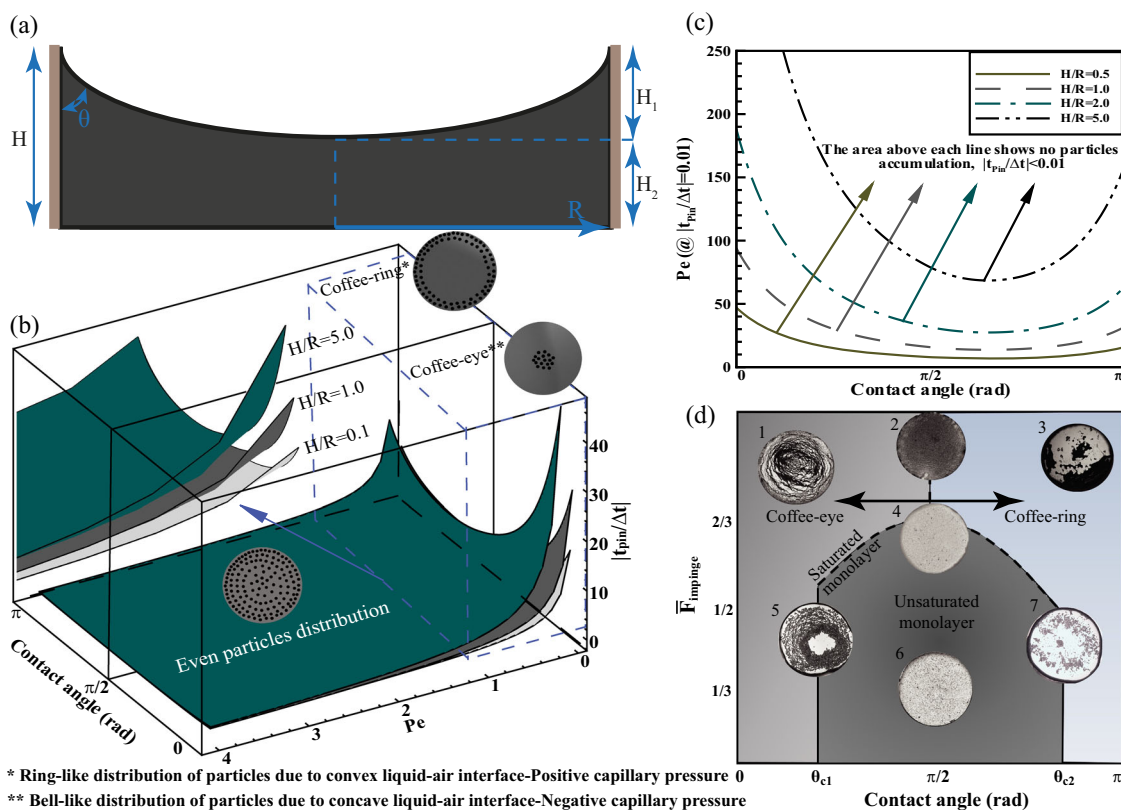 (a)
H
θ
H₁
H₂
R
(b)
Coffee-ring*
Coffee-eye**
H/R=5.0
H/R=1.0
H/R=0.1
Even particles distribution
|tpin/Δt|
40
30
20
10
0
π
π/2
0
Contact angle (rad)
4
3
2
1
0
Pe
(c)
250
200
150
100
50
0
Pe (@ |tPin/Δt|=0.01)
H/R=0.5
H/R=1.0
H/R=2.0
H/R=5.0
The area above each line shows no particles
accumulation, |tPin/Δt|<0.01
0
π/2
π
Contact angle (rad)
(d)
1
2
3
Coffee-eye
Coffee-ring
4
Saturated
monolayer
Unsaturated
monolayer
5
6
7
2/3
1/2
1/3
F̅impinge
0
θc1
π/2
θc2
π
Contact angle (rad)
* Ring-like distribution of particles due to convex liquid-air interface-Positive capillary pressure
** Bell-like distribution of particles due to concave liquid-air interface-Negative capillary pressure